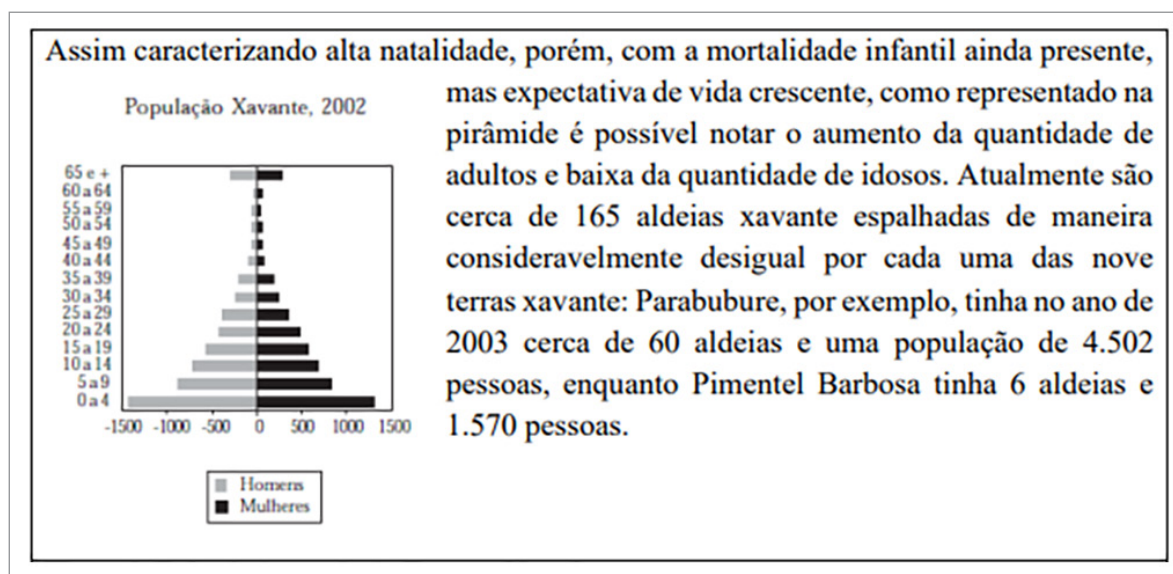 Assim caracterizando alta natalidade, porém, com a mortalidade infantil ainda presente,
mas expectativa de vida crescente, como representado na
pirâmide é possível notar o aumento da quantidade de
adultos e baixa da quantidade de idosos. Atualmente são
cerca de 165 aldeias xavante espalhadas de maneira
consideravelmente desigual por cada uma das nove
terras xavante: Parabubure, por exemplo, tinha no ano de
2003 cerca de 60 aldeias e uma população de 4.502
pessoas, enquanto Pimentel Barbosa tinha 6 aldeias e
1.570 pessoas.
População Xavante, 2002
65 e +
60 a 64
55 a 59
50 a 54
45 a 49
40 a 44
35 a 39
30 a 34
25 a 29
20 a 24
15 a 19
10 a 14
5 a 9
0 a 4
-1500 -1000 -500 0 500 1000 1500
Homens
Mulheres